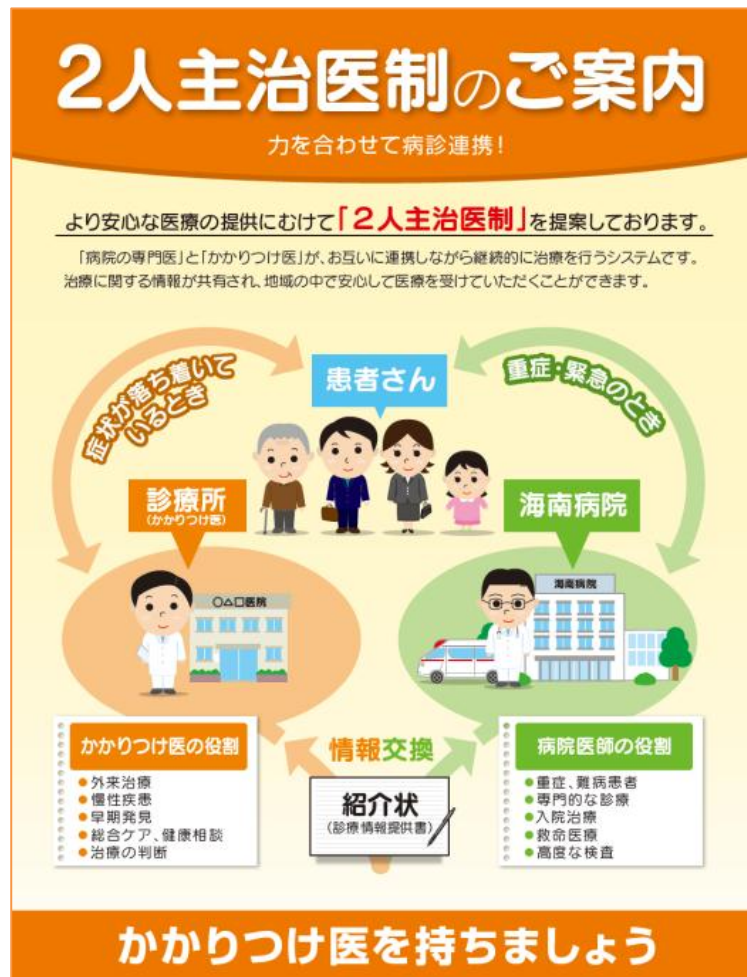 2人主治医制のご案内
力を合わせて病診連携!
より安心な医療の提供にむけて「2人主治医制」を提案しております。
「病院の専門医」と「かかりつけ医」が、お互いに連携しながら継続的に治療を行うシステムです。
治療に関する情報が共有され、地域の中で安心して医療を受けていただくことができます。
症状が落ち着いて
いるとき
患者さん
重症・緊急のとき
診療所
(かかりつけ医)
海南病院
○△□医院
海南病院
かかりつけ医の役割
●外来治療
●慢性疾患
●早期発見
●総合ケア、健康相談
●治療の判断
情報交換
紹介状
(診療情報提供書)
病院医師の役割
●重症、難病患者
●専門的な診療
●入院治療
●救命医療
●高度な検査
かかりつけ医を持ちましょう